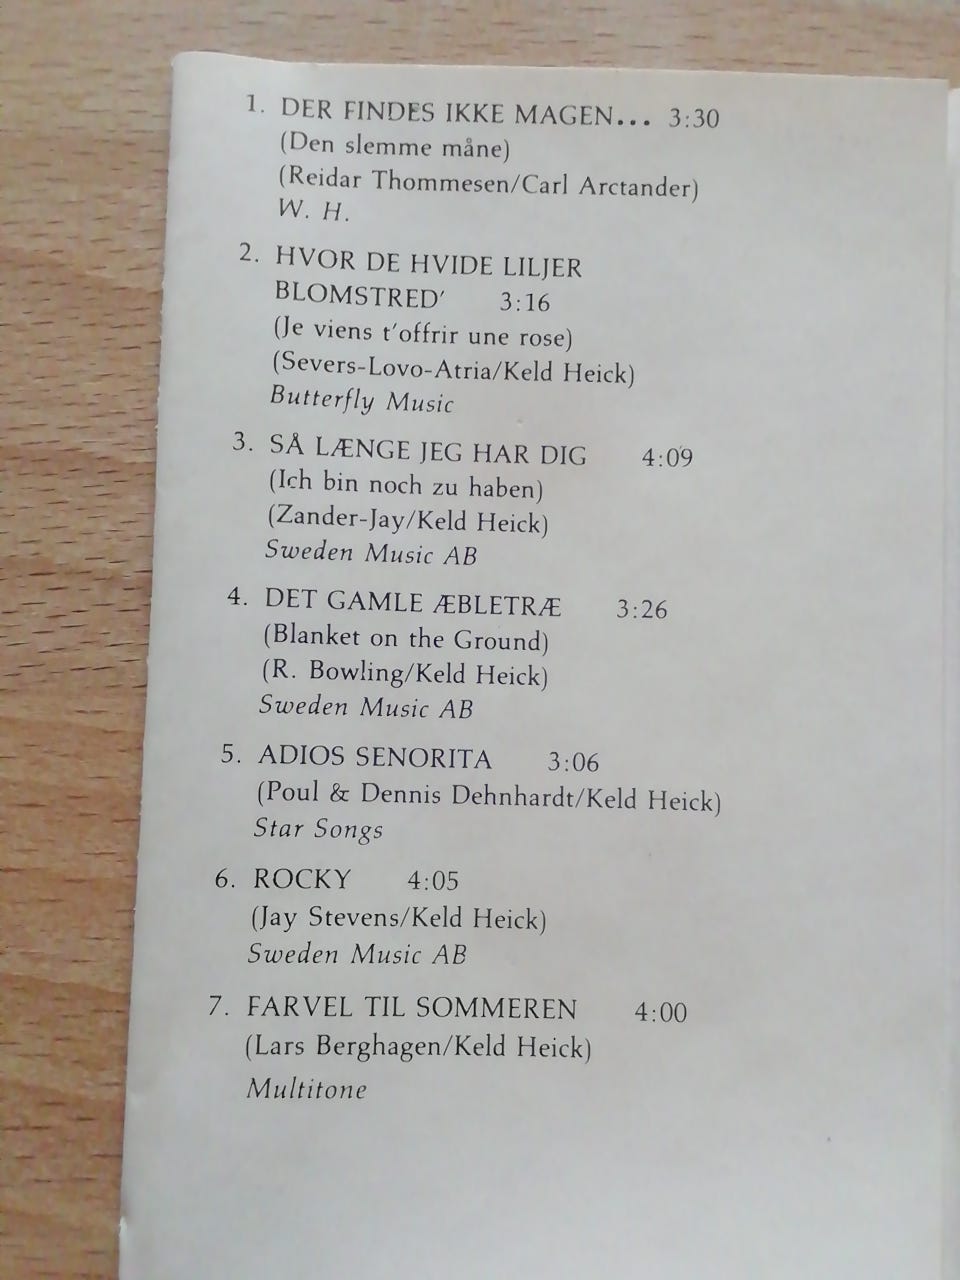 1. DER FINDES IKKE MAGEN... 3:30
(Den slemme måne)
(Reidar Thommesen/Carl Arctander)
W. H.
2. HVOR DE HVIDE LILJER
BLOMSTRED' 3:16
(Je viens t'offrir une rose)
(Severs-Lovo-Atria/Keld Heick)
Butterfly Music
3. SÅ LÆNGE JEG HAR DIG 4:09
(Ich bin noch zu haben)
(Zander-Jay/Keld Heick)
Sweden Music AB
4. DET GAMLE ÆBLETRÆ 3:26
(Blanket on the Ground)
(R. Bowling/Keld Heick)
Sweden Music AB
5. ADIOS SENORITA 3:06
(Poul & Dennis Dehnhardt/Keld Heick)
Star Songs
6. ROCKY 4:05
(Jay Stevens/Keld Heick)
Sweden Music AB
7. FARVEL TIL SOMMEREN 4:00
(Lars Berghagen/Keld Heick)
Multitone